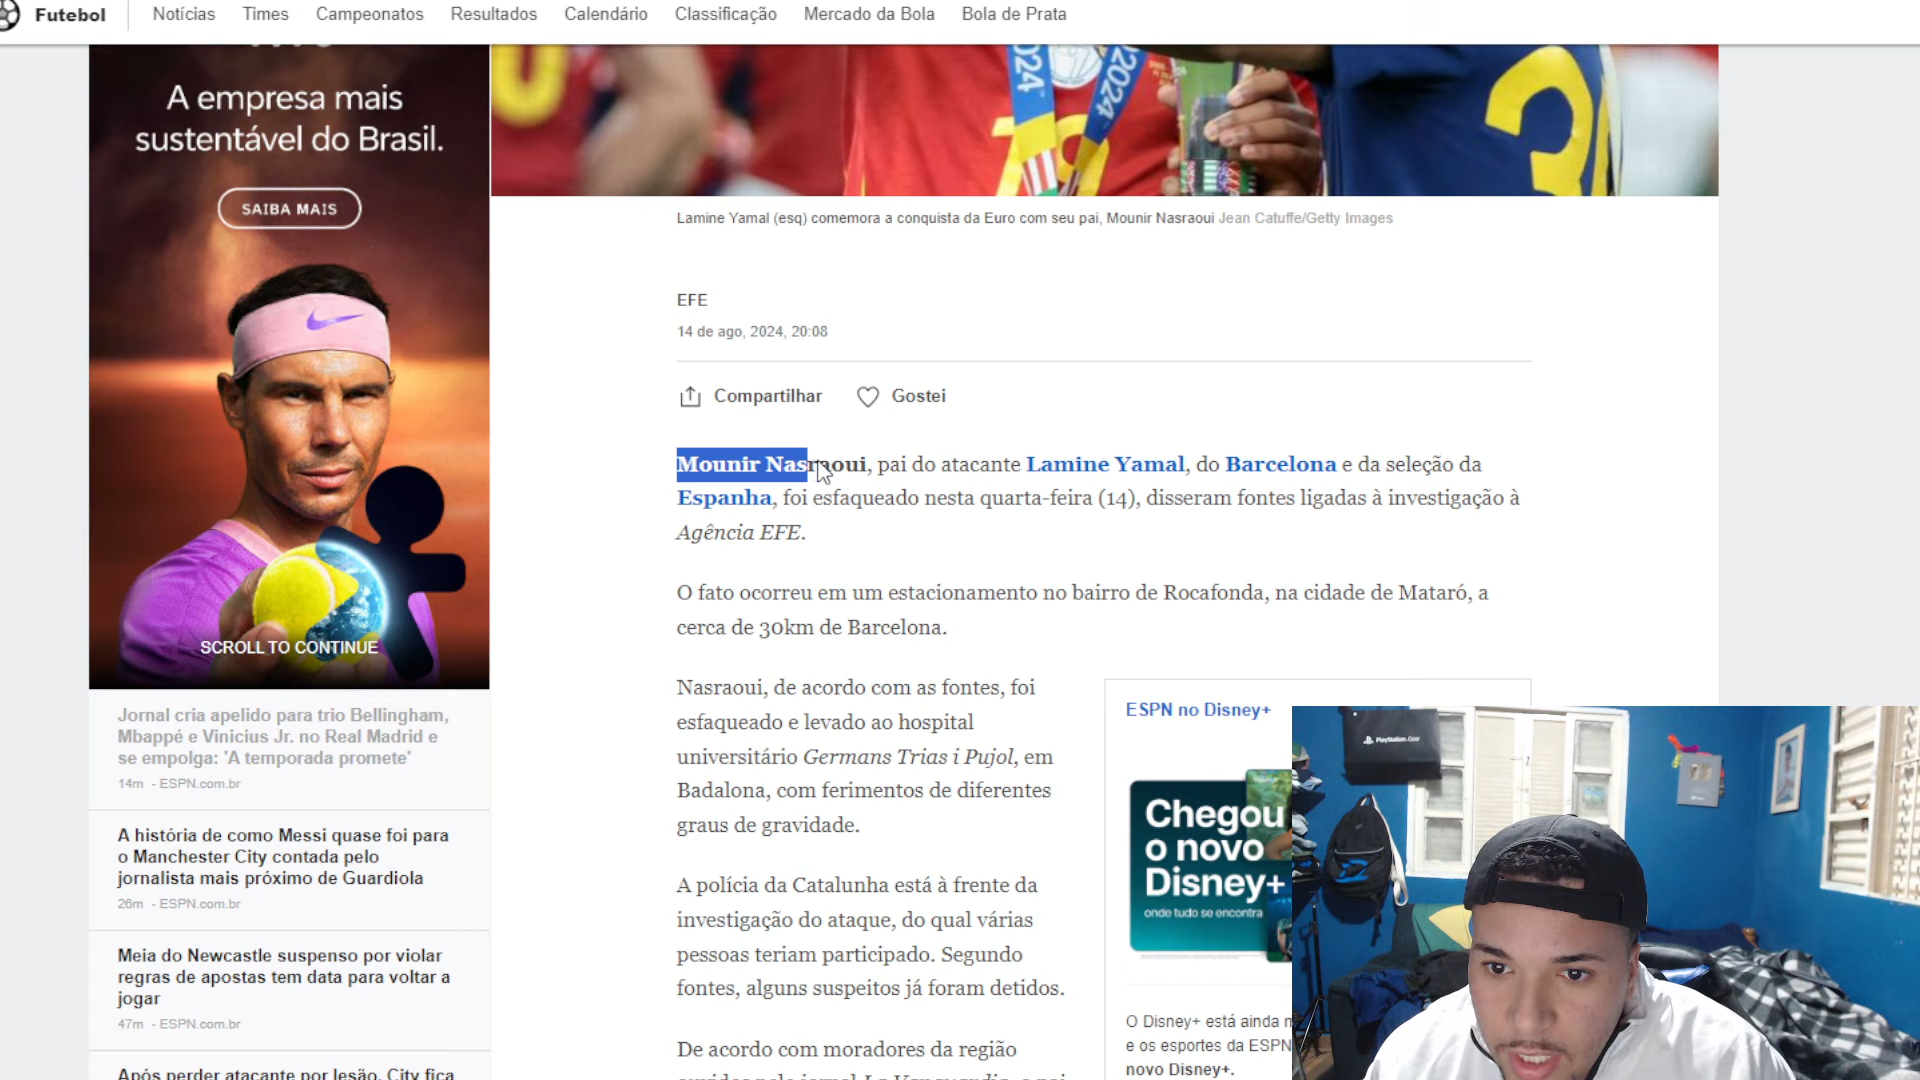 Futebol
Notícias
Times
Campeonatos
Resultados
Calendário
Classificação
Mercado da Bola
Bola de Prata
A empresa mais
sustentável do Brasil.
SAIBA MAIS
SCROLL TO CONTINUE
2024
2024
3
Lamine Yamal (esq) comemora a conquista da Euro com seu pai, Mounir Nasraoui Jean Catuffe/Getty Images
EFE
14 de ago, 2024, 20:08
Compartilhar
Gostei
Mounir Nasraoui, pai do atacante Lamine Yamal, do Barcelona e da seleção da
Espanha, foi esfaqueado nesta quarta-feira (14), disseram fontes ligadas à investigação à
Agência EFE.
O fato ocorreu em um estacionamento no bairro de Rocafonda, na cidade de Mataró, a
cerca de 30km de Barcelona.
Nasraoui, de acordo com as fontes, foi
esfaqueado e levado ao hospital
universitário Germans Trias i Pujol, em
Badalona, com ferimentos de diferentes
graus de gravidade.
A polícia da Catalunha está à frente da
investigação do ataque, do qual várias
pessoas teriam participado. Segundo
fontes, alguns suspeitos já foram detidos.
De acordo com moradores da região
Jornal cria apelido para trio Bellingham,
Mbappé e Vinicius Jr. no Real Madrid e
se empolga: 'A temporada promete'
14m - ESPN.com.br
A história de como Messi quase foi para
o Manchester City contada pelo
jornalista mais próximo de Guardiola
26m - ESPN.com.br
Meia do Newcastle suspenso por violar
regras de apostas tem data para voltar a
jogar
47m - ESPN.com.br
Após perder atacante por lesão, City fica
ESPN no Disney+
Chegou
o novo
Disney+
onde tudo se encontra
O Disney+ está ainda
e os esportes da ESPN
novo Disney+.
PlayStation Gear